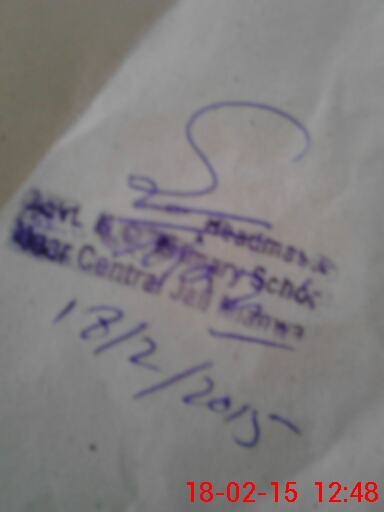 Headmaster
Govt. Primary School
Near Central Jail
18/2/2015
18-02-15 12:48